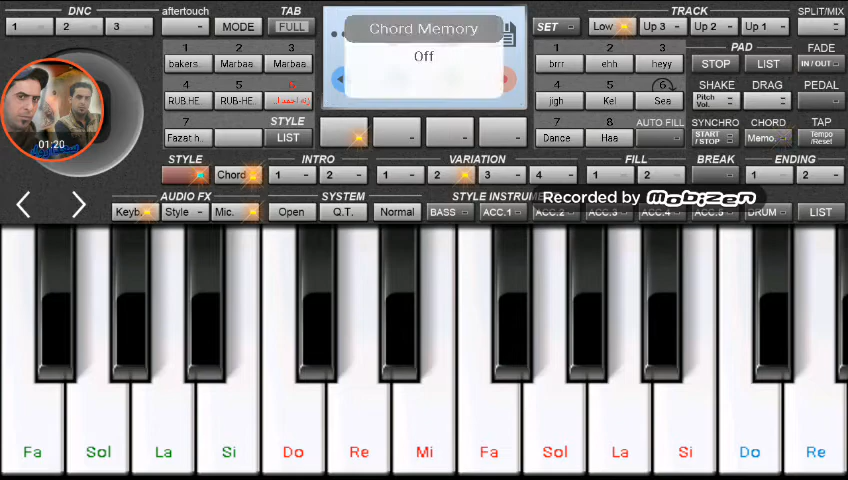 DNC aftertouch TAB TRACK SPLIT/MIX
1 2 3 MODE FULL SET Low Up 3 Up 2 Up 1
Chord Memory
Off
1 2 3
bakers. Marbaa. Marbaa.
4 5 6
RUB-HE. RUB-HE.
7 STYLE
Fazat h.. LIST
1 2 3
brrr ehh heyy
4 5 6
jigh Kel Sea
7 8 AUTO FILL
Dance Haa
PAD FADE
STOP LIST IN / OUT
SHAKE DRAG PEDAL
Pitch
Vol.
SYNCHRO CHORD TAP
START
/ STOP
Memo.
Tempo
/Reset
01:20
STYLE INTRO VARIATION FILL BREAK ENDING
Chord 1 2 1 2 3 4 1 2 1 2
AUDIO FX SYSTEM STYLE INSTRUM
Recorded by MOBIZEN
Keyb. Style Mic. Open Q.T. Normal BASS ACC.1 ACC.2 ACC.3 ACC.4 ACC.5 DRUM LIST
Fa Sol La Si Do Re Mi Fa Sol La Si Do Re